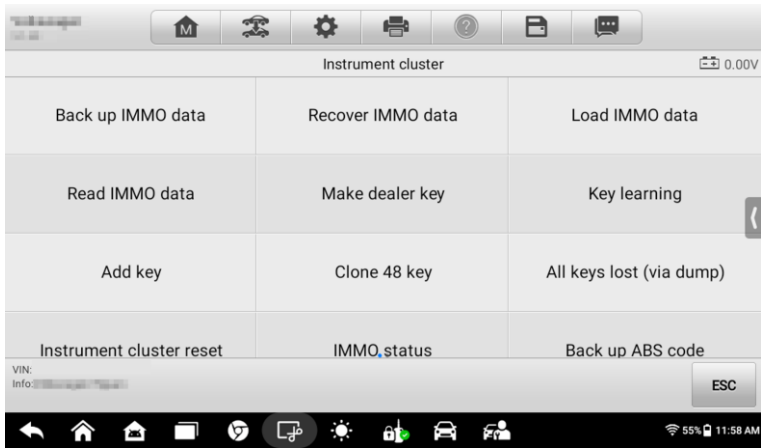 M
Instrument cluster
0.00V
Back up IMMO data
Recover IMMO data
Load IMMO data
Read IMMO data
Make dealer key
Key learning
Add key
Clone 48 key
All keys lost (via dump)
Instrument cluster reset
IMMO status
Back up ABS code
VIN:
Info:
ESC
55% 11:58 AM